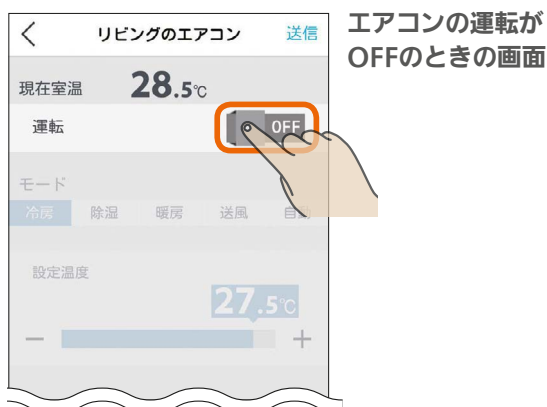 リビングのエアコン 送信
エアコンの運転が
OFFのときの画面
現在室温 28.5℃
運転 OFF
モード
冷房 除湿 暖房 送風 自動
設定温度
27.5℃
− +